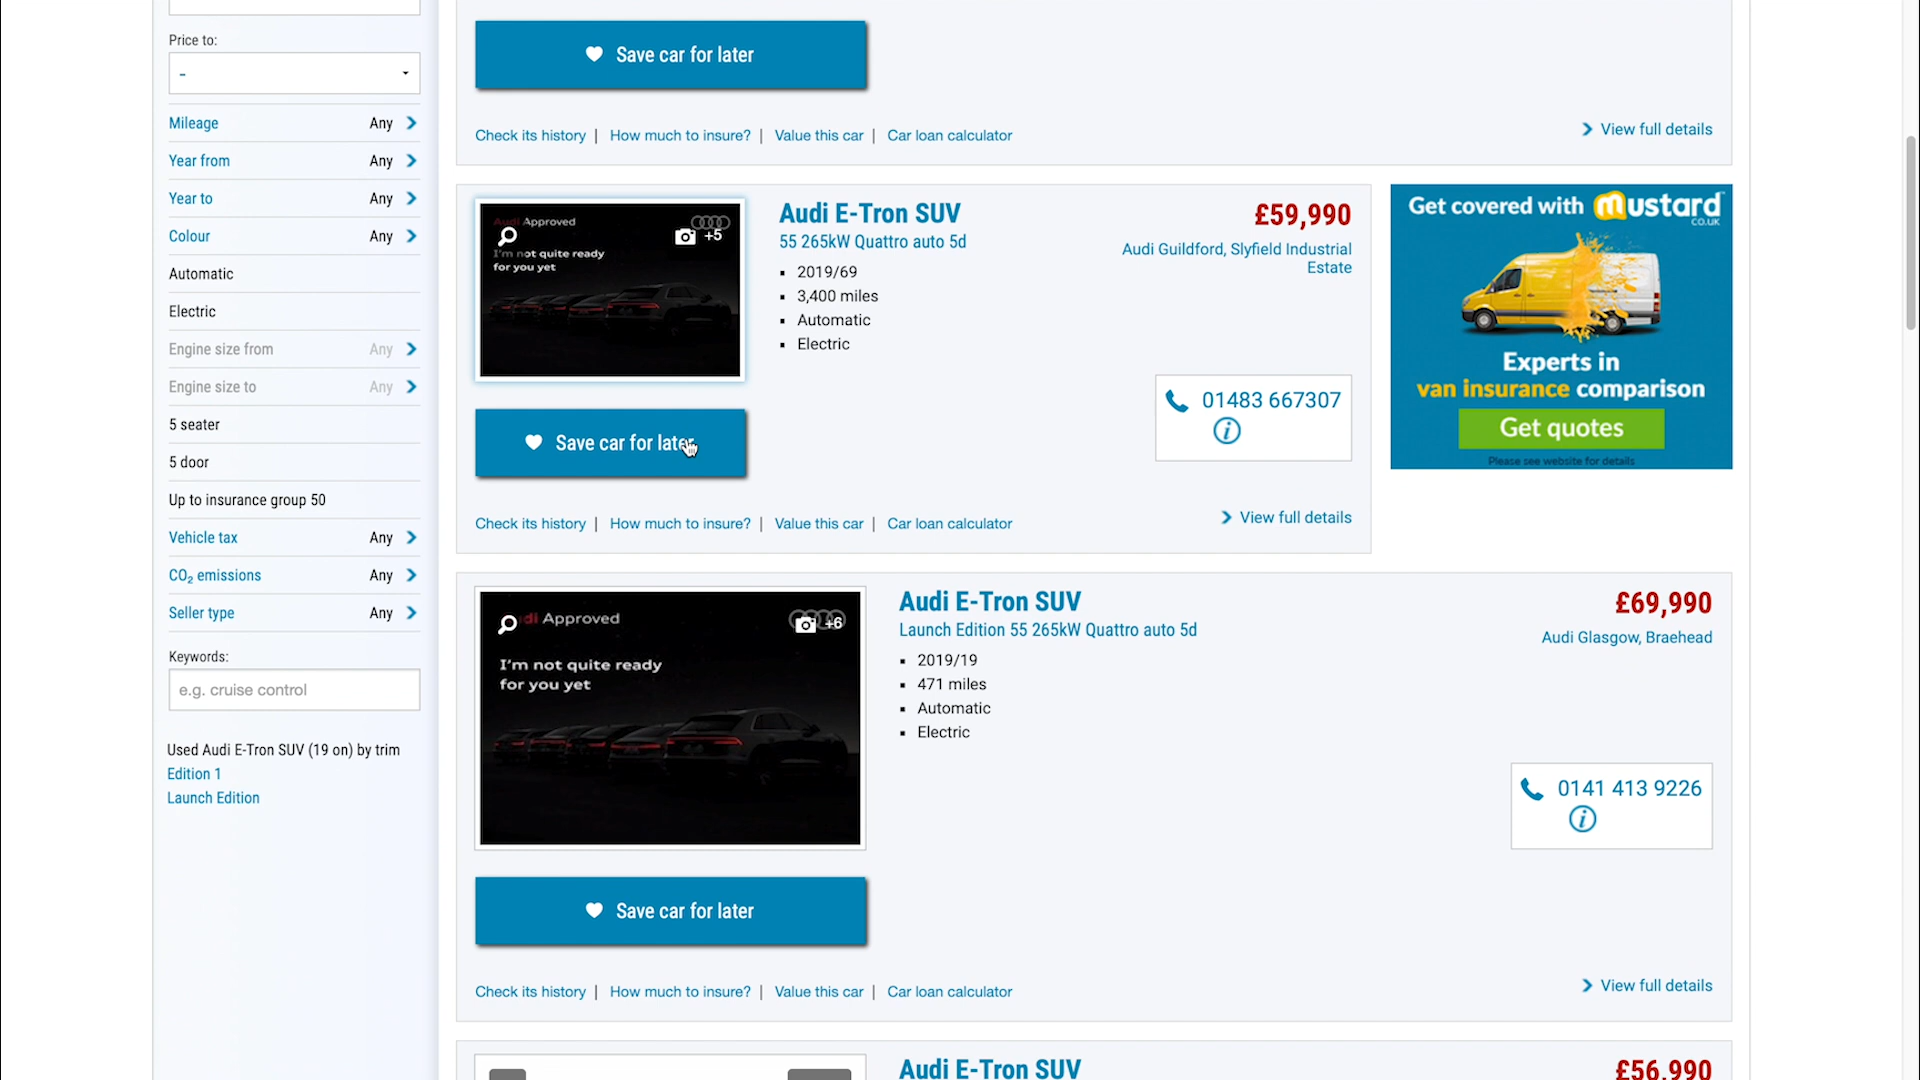 Price to:
-
Mileage Any
Year from Any
Year to Any
Colour Any
Automatic
Electric
Engine size from Any
Engine size to Any
5 seater
5 door
Up to insurance group 50
Vehicle tax Any
CO₂ emissions Any
Seller type Any
Keywords:
e.g. cruise control
Used Audi E-Tron SUV (19 on) by trim
Edition 1
Launch Edition
Save car for later
Check its history | How much to insure? | Value this car | Car loan calculator
View full details
Audi Approved
+5
I'm not quite ready
for you yet
Audi E-Tron SUV
55 265kW Quattro auto 5d
2019/69
3,400 miles
Automatic
Electric
£59,990
Audi Guildford, Slyfield Industrial
Estate
01483 667307
i
Save car for later
Check its history | How much to insure? | Value this car | Car loan calculator
View full details
Get covered with mustard
.CO.UK
Experts in
van insurance comparison
Get quotes
Please see website for details
Audi Approved
+6
I'm not quite ready
for you yet
Audi E-Tron SUV
Launch Edition 55 265kW Quattro auto 5d
2019/19
471 miles
Automatic
Electric
£69,990
Audi Glasgow, Braehead
0141 413 9226
i
Save car for later
Check its history | How much to insure? | Value this car | Car loan calculator
View full details
Audi E-Tron SUV
£56,990